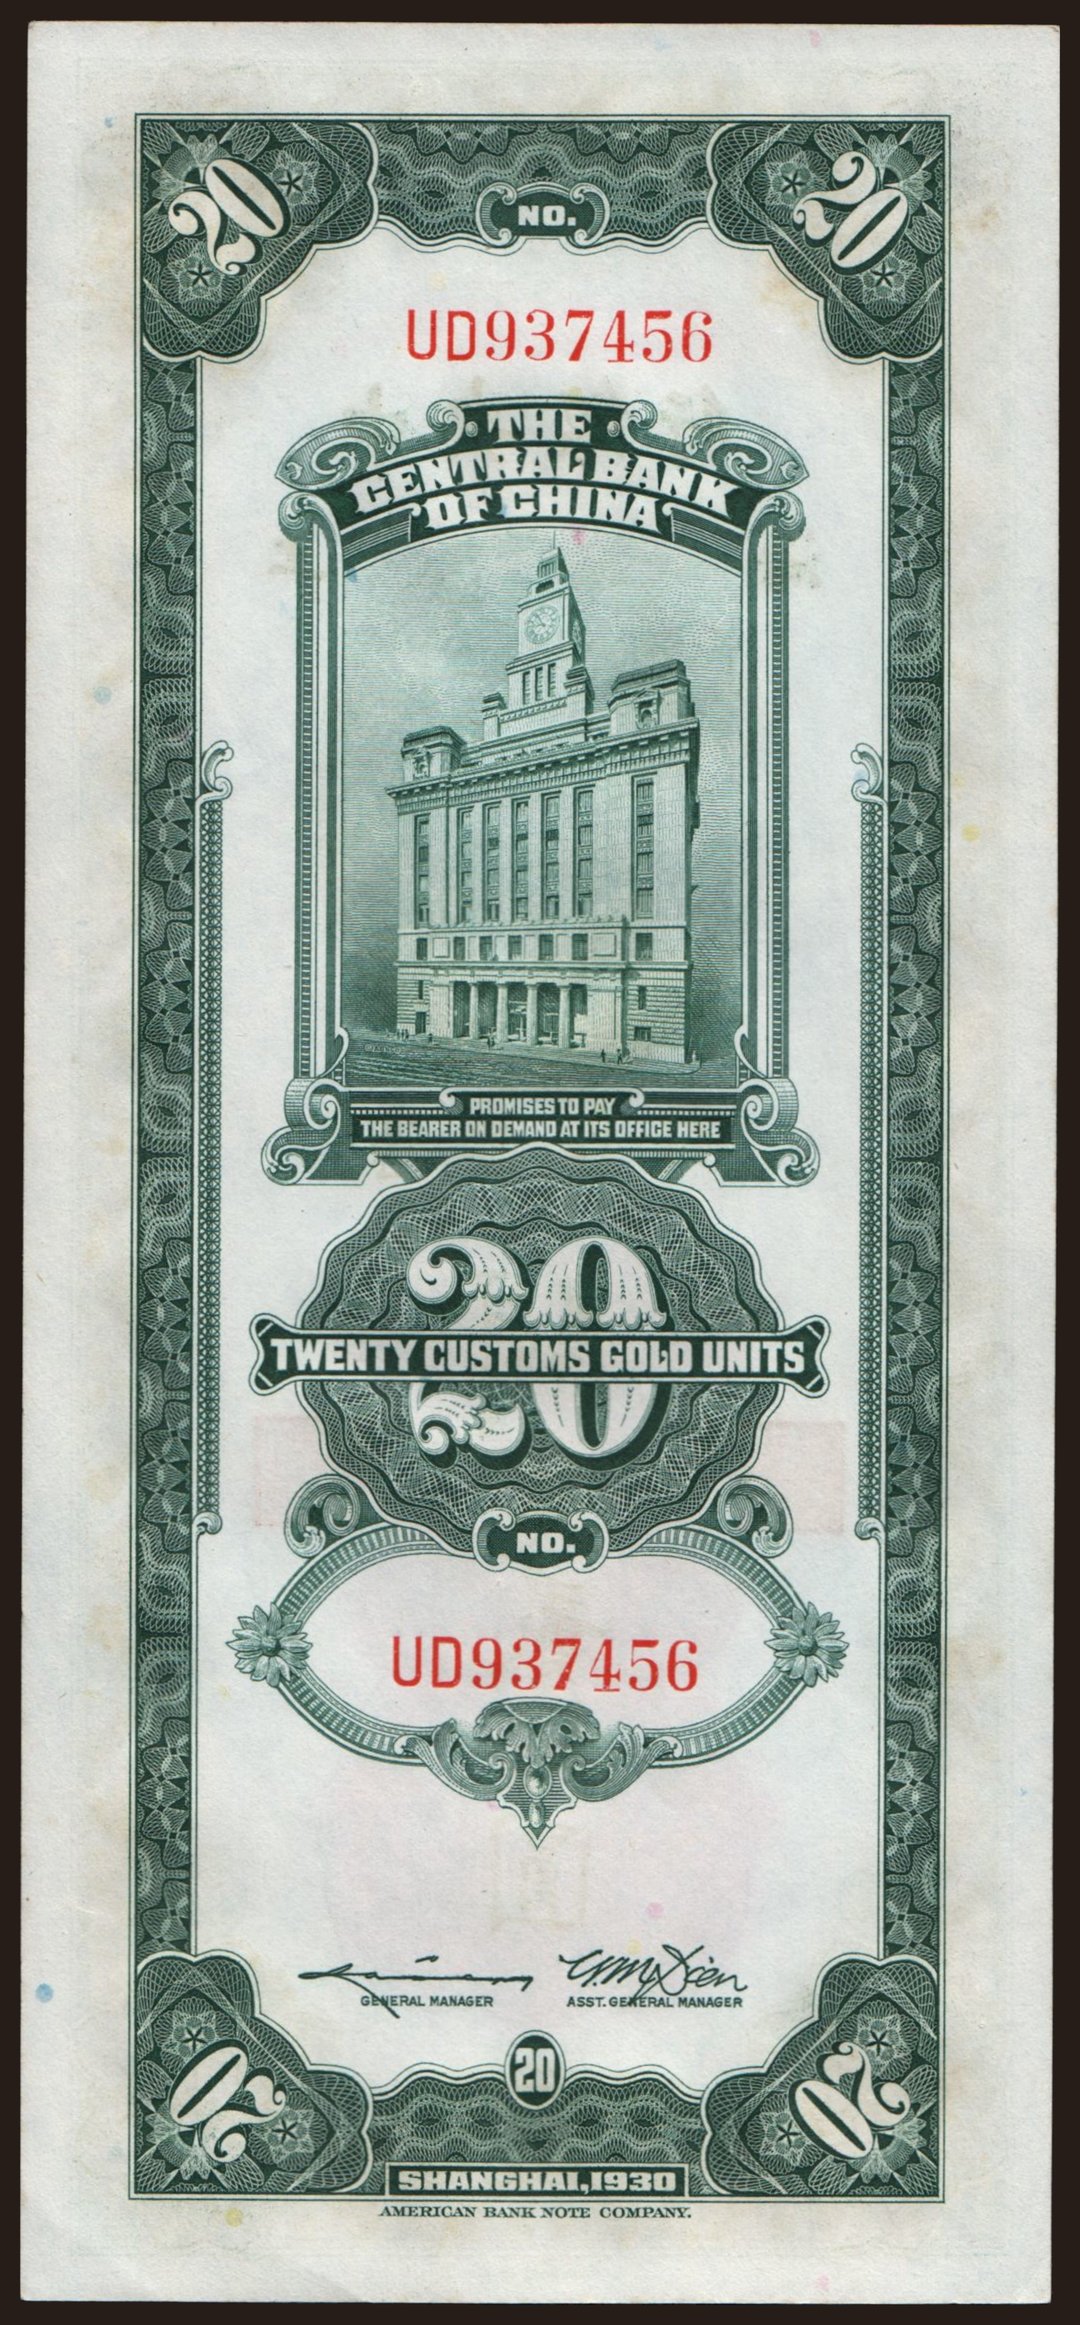 20 20
NO.
UD937456
THE
CENTRAL BANK
OF CHINA
PROMISES TO PAY
THE BEARER ON DEMAND AT ITS OFFICE HERE
20
TWENTY CUSTOMS GOLD UNITS
NO.
UD937456
GENERAL MANAGER ASST. GENERAL MANAGER
20
20 20
SHANGHAI, 1930
AMERICAN BANK NOTE COMPANY.